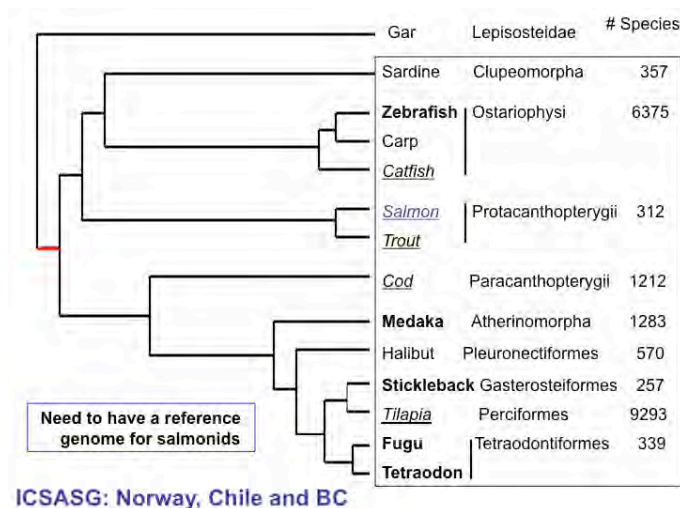 # Species
Gar Lepisosteidae
Sardine Clupeomorpha 357
Zebrafish Ostariophysi 6375
Carp
Catfish
Salmon Protacanthopterygii 312
Trout
Cod Paracanthopterygii 1212
Medaka Atherinomorpha 1283
Halibut Pleuronectiformes 570
Stickleback Gasterosteiformes 257
Tilapia Perciformes 9293
Fugu Tetraodontiformes 339
Tetraodon
Need to have a reference
genome for salmonids
ICSASG: Norway, Chile and BC